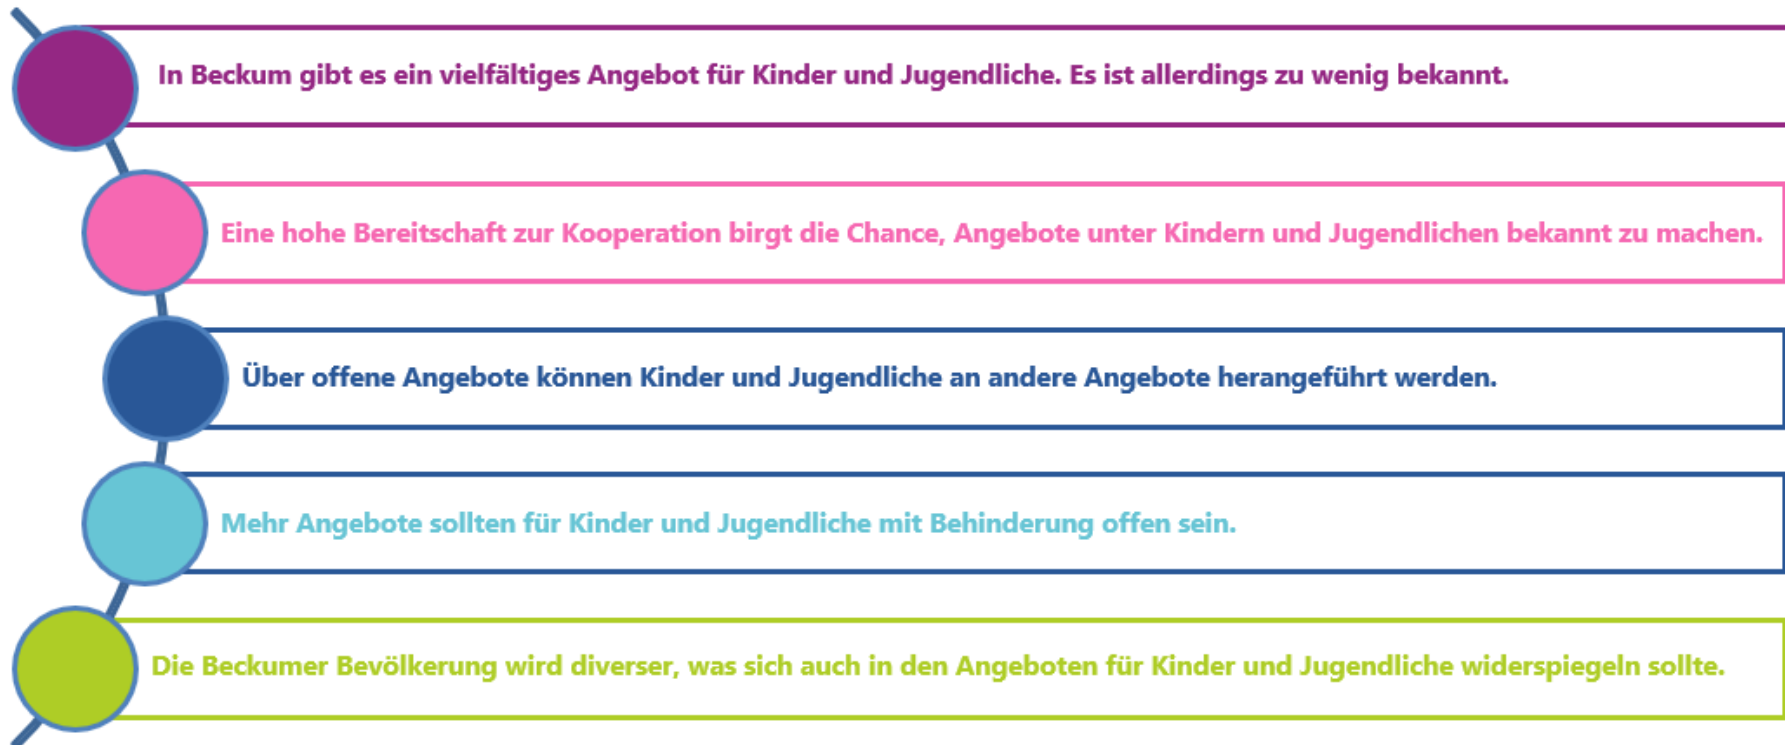 In Beckum gibt es ein vielfältiges Angebot für Kinder und Jugendliche. Es ist allerdings zu wenig bekannt.
Eine hohe Bereitschaft zur Kooperation birgt die Chance, Angebote unter Kindern und Jugendlichen bekannt zu machen.
Über offene Angebote können Kinder und Jugendliche an andere Angebote herangeführt werden.
Mehr Angebote sollten für Kinder und Jugendliche mit Behinderung offen sein.
Die Beckumer Bevölkerung wird diverser, was sich auch in den Angeboten für Kinder und Jugendliche widerspiegeln sollte.